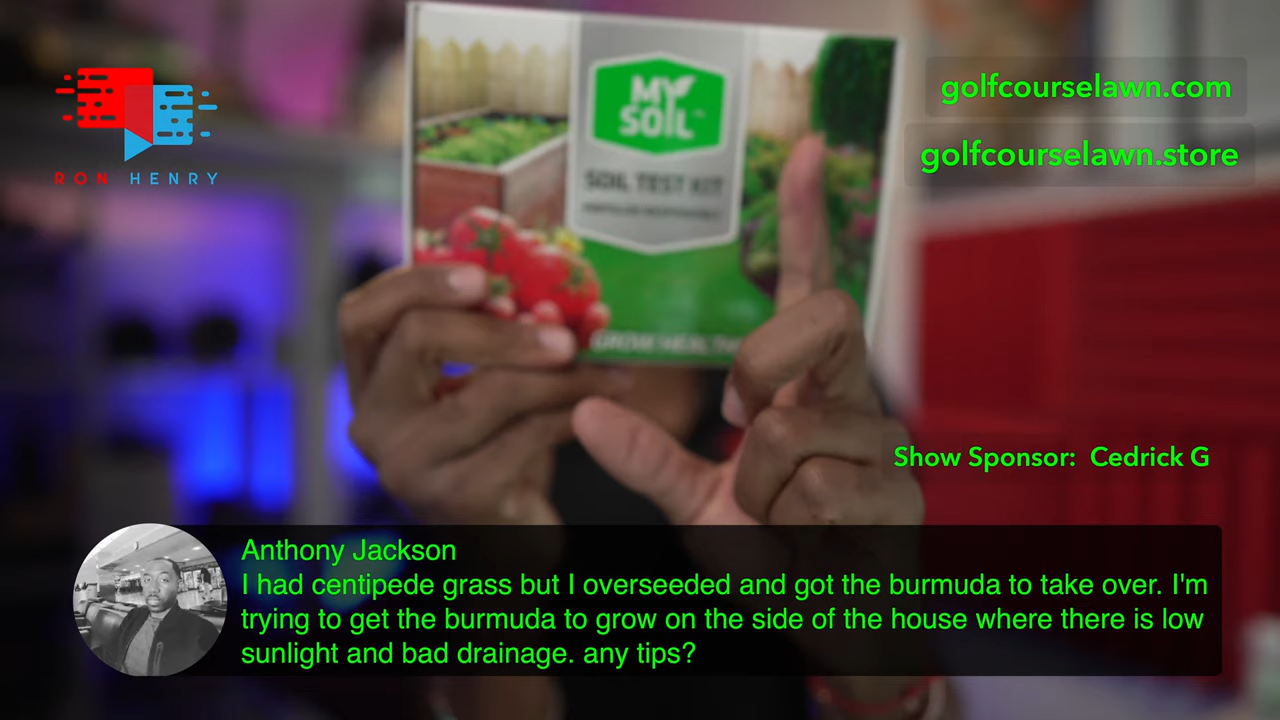 RON HENRY
MY
SOIL
SOIL TEST KIT
GROW HEALTHY
golfcourselawn.com
golfcourselawn.store
Show Sponsor: Cedrick G
Anthony Jackson
I had centipede grass but I overseeded and got the burmuda to take over. I'm
trying to get the burmuda to grow on the side of the house where there is low
sunlight and bad drainage. any tips?